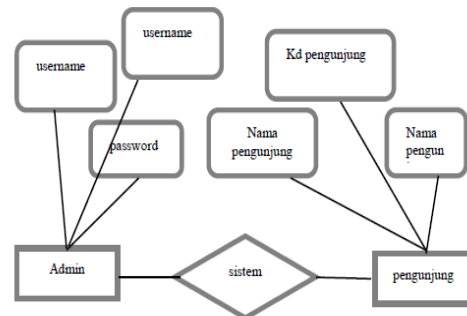 username
username
Kd pengunjung
password
Nama
pengunjung
Nama
pengun
Admin
sistem
pengunjung